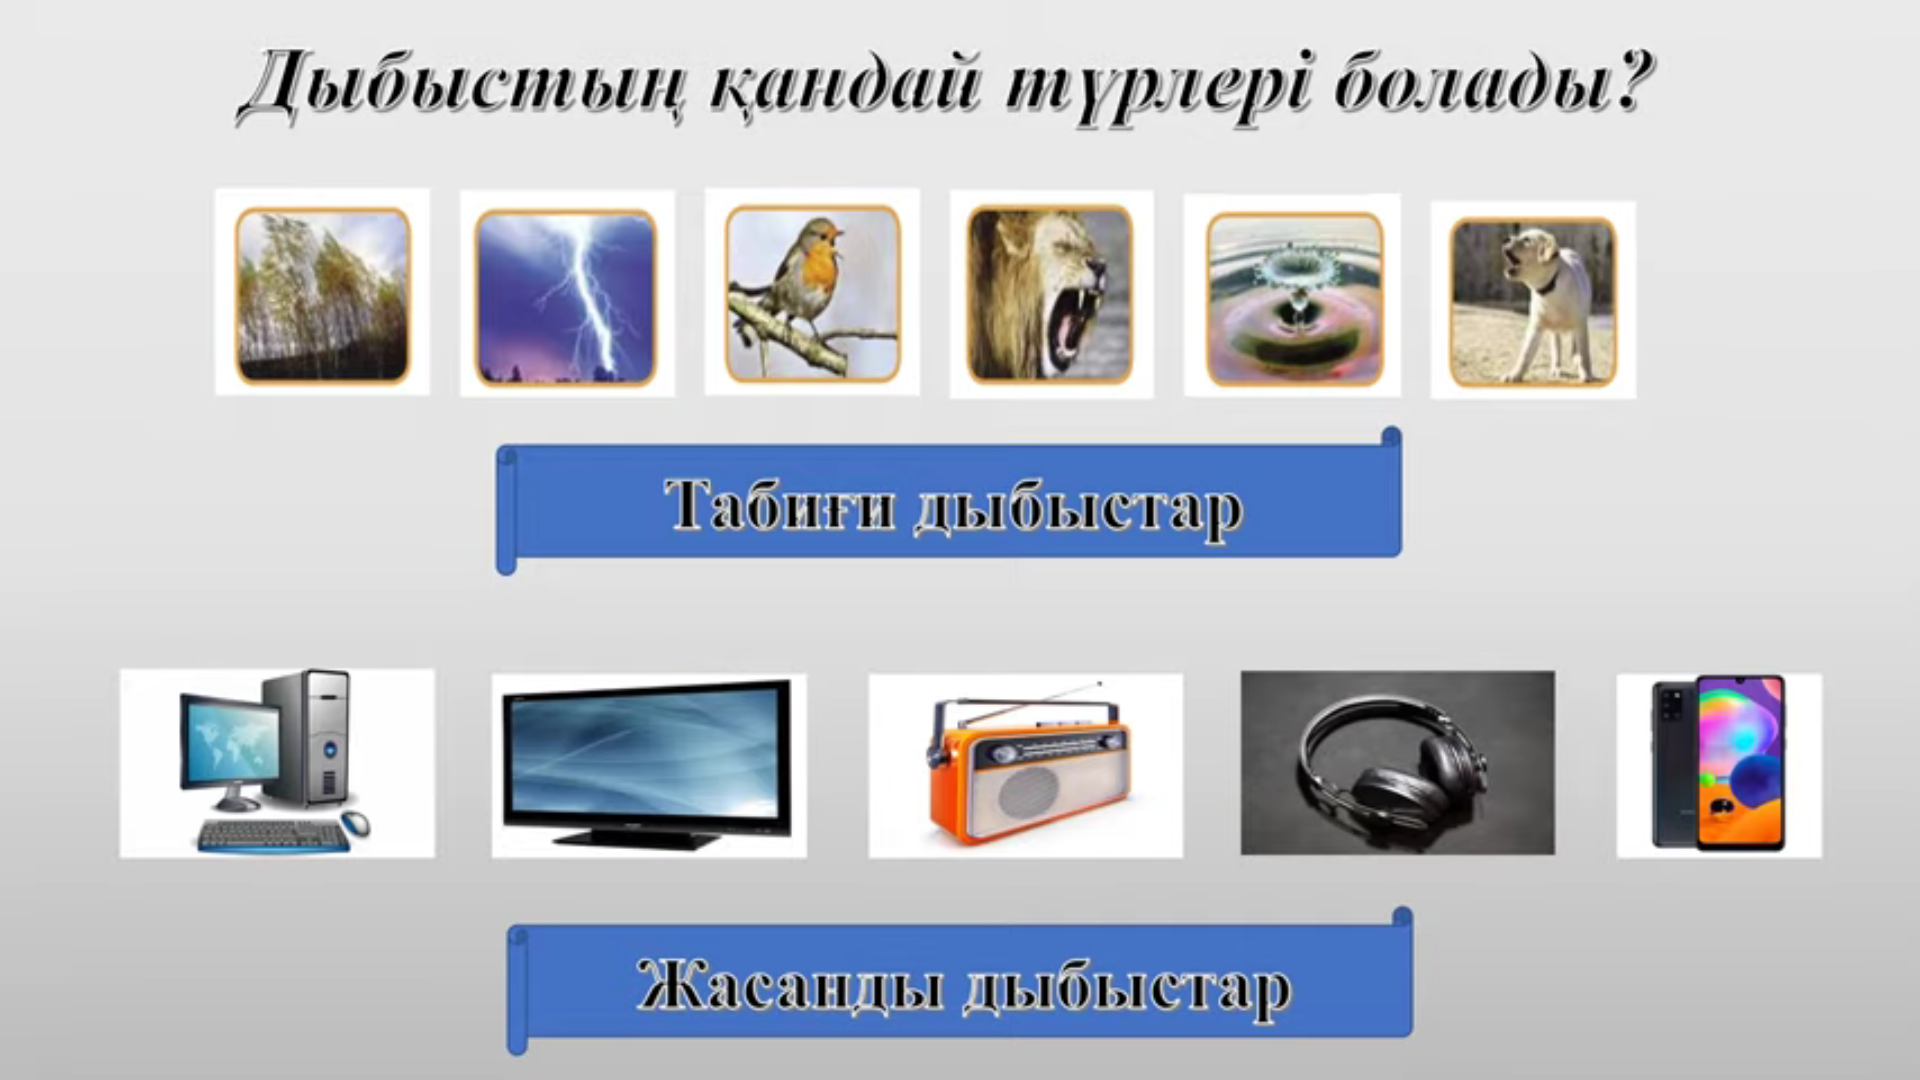 Дыбыстың қандай түрлері болады?
Табиғи дыбыстар
Жасанды дыбыстар